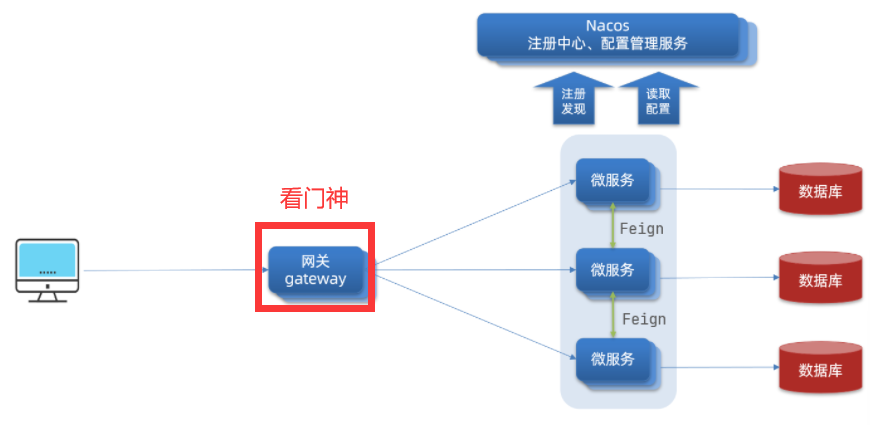 Nacos
注册中心、配置管理服务
注册
发现
读取
配置
看门神
网关
gateway
微服务
数据库
Feign
微服务
数据库
Feign
微服务
数据库